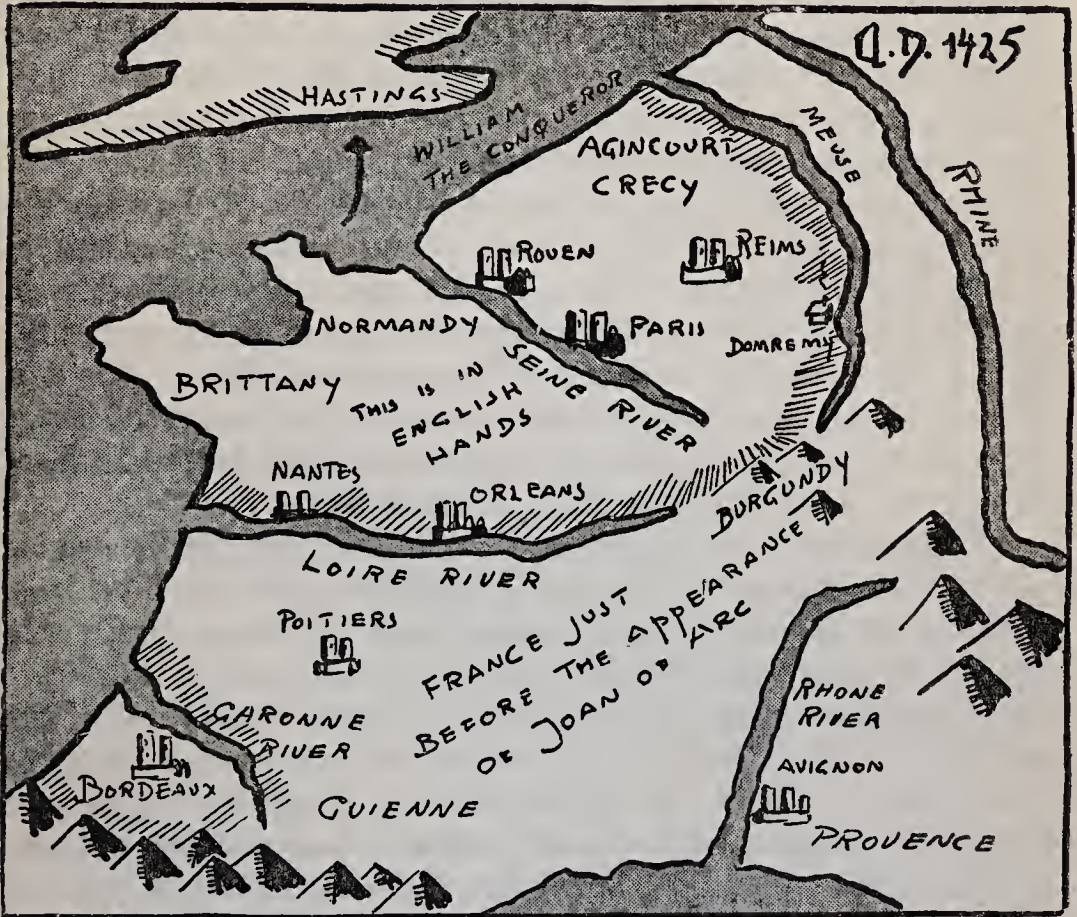 A.D. 1425
HASTINGS
WILLIAM
THE CONQUEROR
AGINCOURT
CRECY
MEUSE
RHINE
ROUEN
REIMS
NORMANDY
PARIS
DOMREMY
BRITTANY
SEINE RIVER
THIS IS IN
ENGLISH
HANDS
NANTES
ORLEANS
BURGUNDY
LOIRE RIVER
POITIERS
FRANCE JUST
BEFORE THE APPEARANCE
OF JOAN OF ARC
GARONNE
RIVER
RHONE
RIVER
BORDEAUX
GUIENNE
AVIGNON
PROVENCE